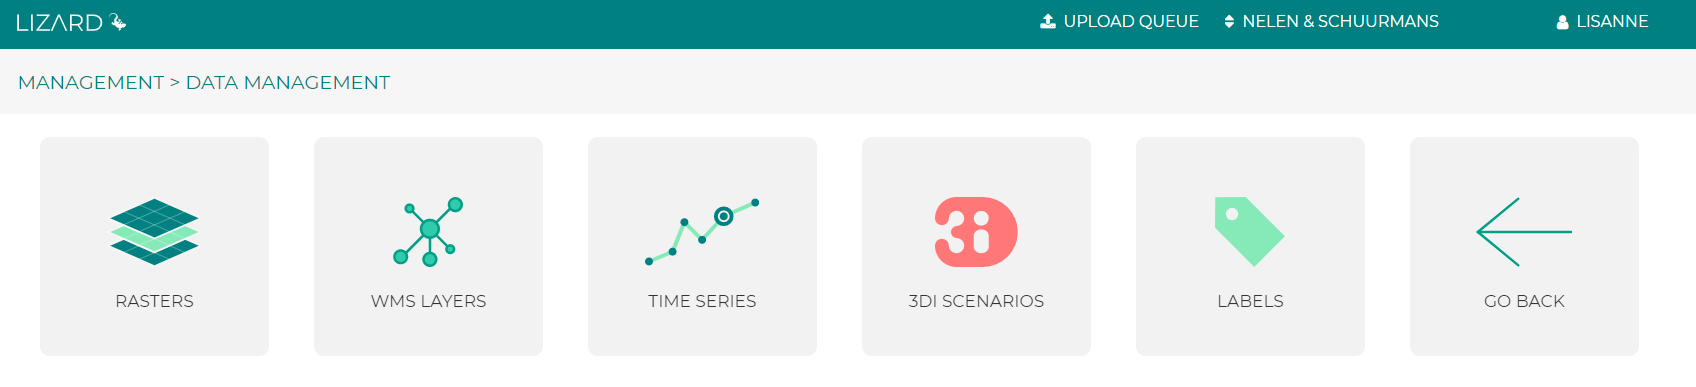 LIZARD UPLOAD QUEUE NELEN & SCHUURMANS LISANNE
MANAGEMENT > DATA MANAGEMENT
3i
RASTERS WMS LAYERS TIME SERIES 3DI SCENARIOS LABELS GO BACK